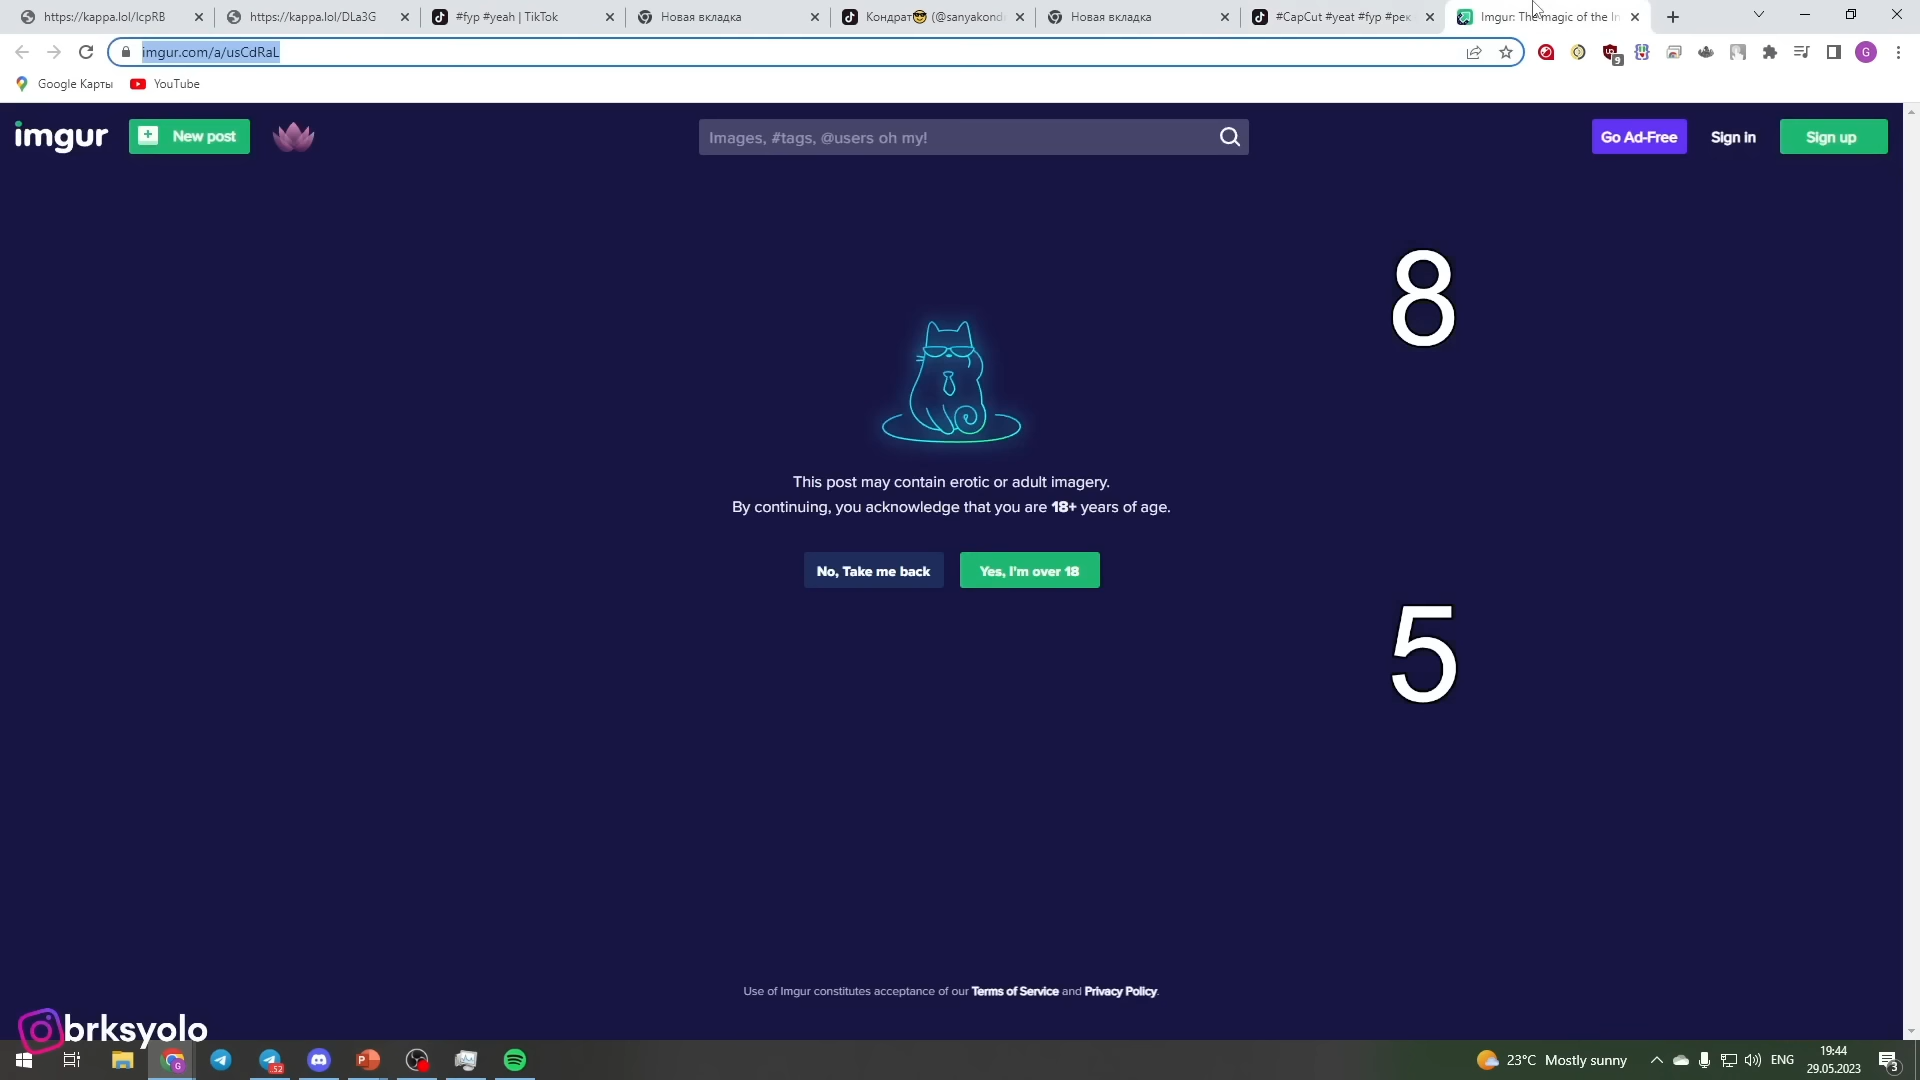 https://kappa.lol/IcpRB
https://kappa.lol/DLa3G
#fyp #yeah | TikTok
Новая вкладка
Кондрат😎 (@sanyakond
Новая вкладка
#CapCut #yeat #fyp #рек
Imgur: The magic of the In
imgur.com/a/usCdRaL
9
G
Google Карты
YouTube
imgur
New post
Images, #tags, @users oh my!
Go Ad-Free
Sign in
Sign up
8
This post may contain erotic or adult imagery.
By continuing, you acknowledge that you are 18+ years of age.
No, Take me back
Yes, I'm over 18
5
Use of Imgur constitutes acceptance of our Terms of Service and Privacy Policy.
brksyolo
23°C Mostly sunny
ENG
19:44
29.05.2023
3